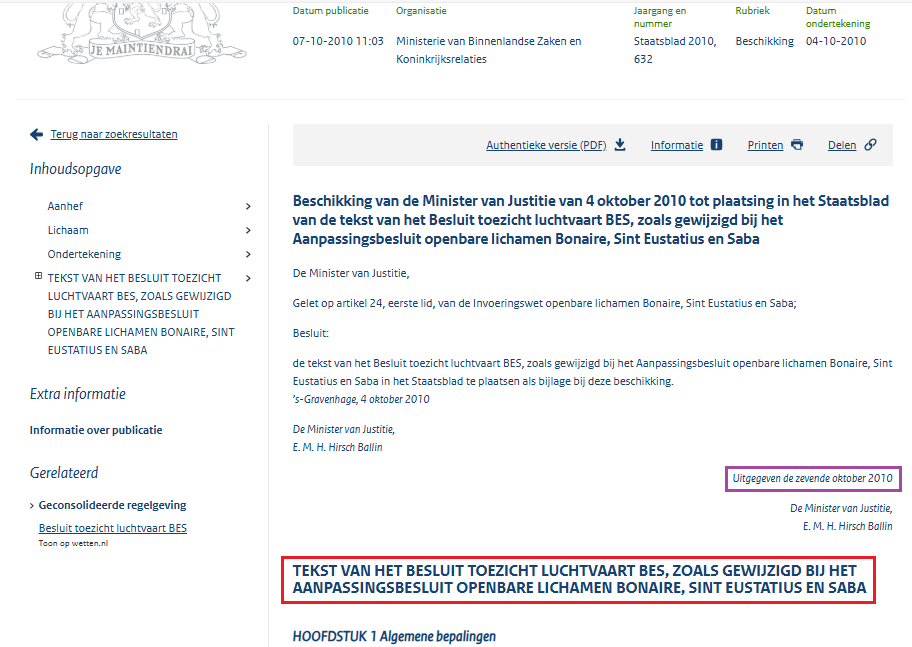 JE MAINTIENDRAI
Datum publicatie
Organisatie
Jaargang en
nummer
Rubriek
Datum
ondertekening
07-10-2010 11:03
Ministerie van Binnenlandse Zaken en
Koninkrijksrelaties
Staatsblad 2010,
632
Beschikking
04-10-2010
Terug naar zoekresultaten
Inhoudsopgave
Aanhef
Lichaam
Ondertekening
TEKST VAN HET BESLUIT TOEZICHT
LUCHTVAART BES, ZOALS GEWIJZIGD
BIJ HET AANPASSINGSBESLUIT
OPENBARE LICHAMEN BONAIRE, SINT
EUSTATIUS EN SABA
Extra informatie
Informatie over publicatie
Gerelateerd
Geconsolideerde regelgeving
Besluit toezicht luchtvaart BES
Toon op wetten.nl
Authentieke versie (PDF)
Informatie
Printen
Delen
Beschikking van de Minister van Justitie van 4 oktober 2010 tot plaatsing in het Staatsblad
van de tekst van het Besluit toezicht luchtvaart BES, zoals gewijzigd bij het
Aanpassingsbesluit openbare lichamen Bonaire, Sint Eustatius en Saba
De Minister van Justitie,
Gelet op artikel 24, eerste lid, van de Invoeringswet openbare lichamen Bonaire, Sint Eustatius en Saba;
Besluit:
de tekst van het Besluit toezicht luchtvaart BES, zoals gewijzigd bij het Aanpassingsbesluit openbare lichamen Bonaire, Sint
Eustatius en Saba in het Staatsblad te plaatsen als bijlage bij deze beschikking.
's-Gravenhage, 4 oktober 2010
De Minister van Justitie,
E. M. H. Hirsch Ballin
Uitgegeven de zevende oktober 2010
De Minister van Justitie,
E. M. H. Hirsch Ballin
TEKST VAN HET BESLUIT TOEZICHT LUCHTVAART BES, ZOALS GEWIJZIGD BIJ HET
AANPASSINGSBESLUIT OPENBARE LICHAMEN BONAIRE, SINT EUSTATIUS EN SABA
HOOFDSTUK 1 Algemene bepalingen